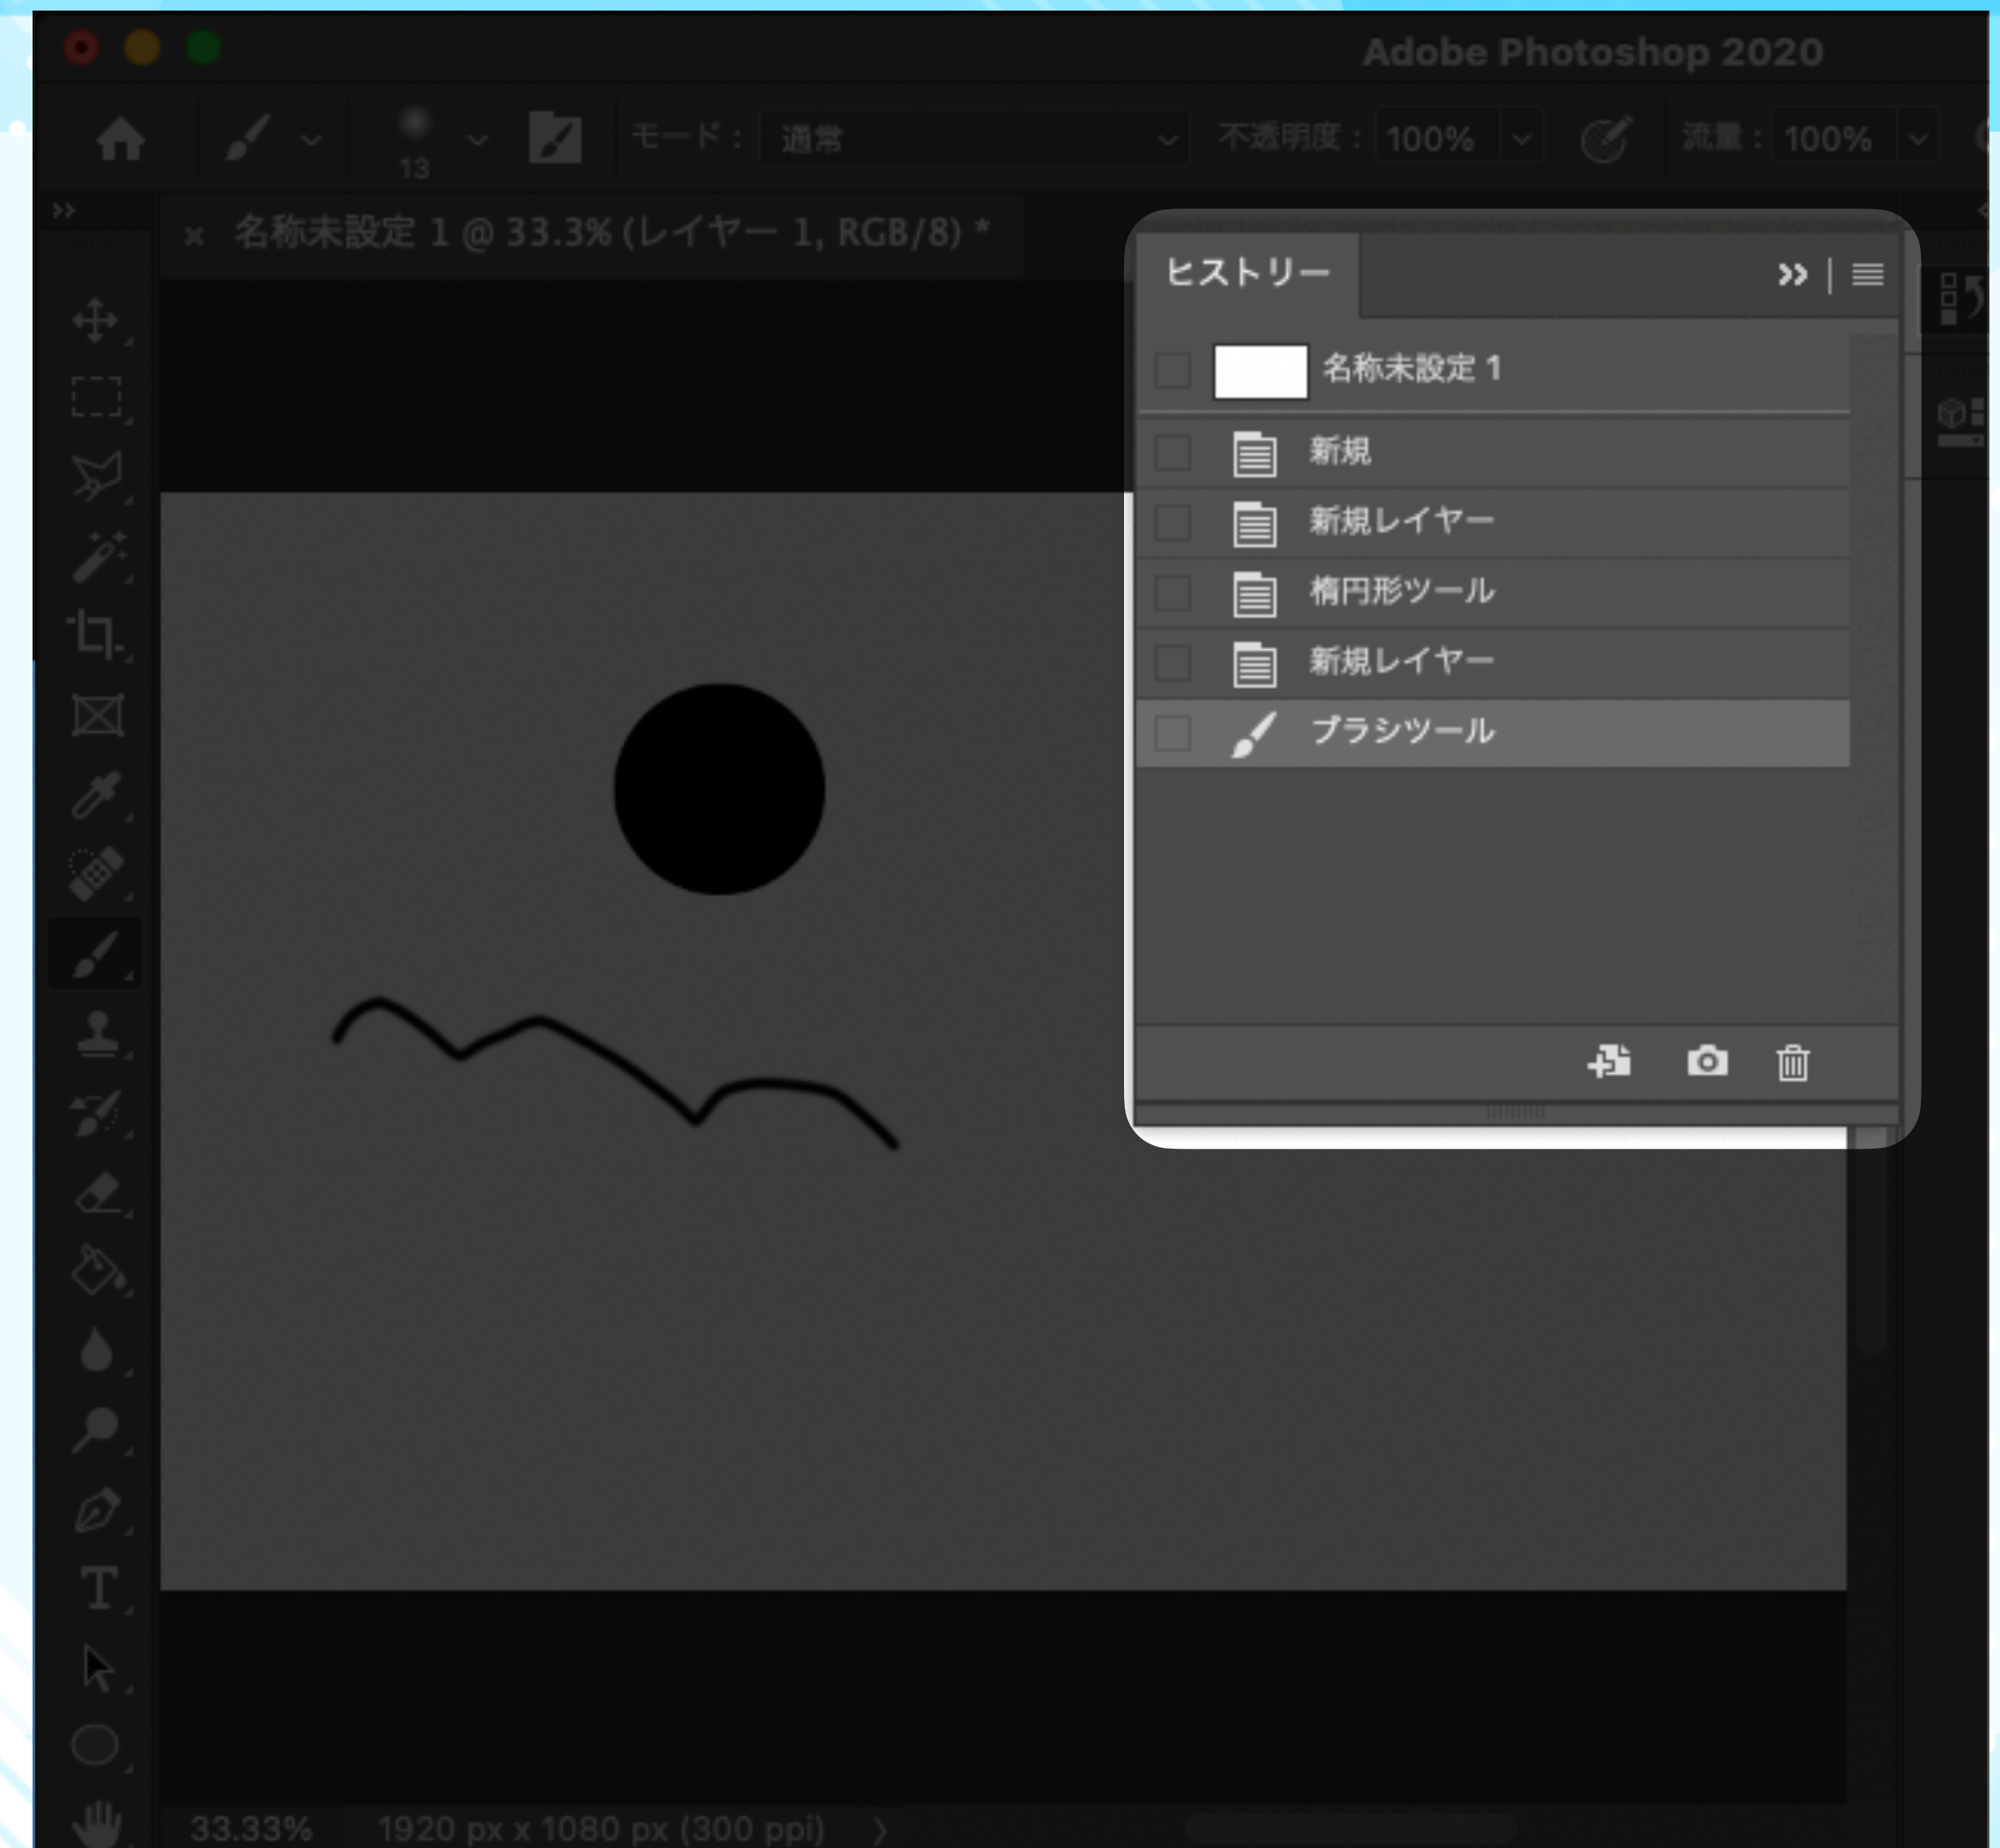 Adobe Photoshop 2020
13
モード： 通常 不透明度： 100% 流量： 100%
名称未設定 1 @ 33.3% (レイヤー 1, RGB/8) *
ヒストリー
名称未設定 1
新規
新規レイヤー
楕円形ツール
新規レイヤー
ブラシツール
33.33% 1920 px x 1080 px (300 ppi)